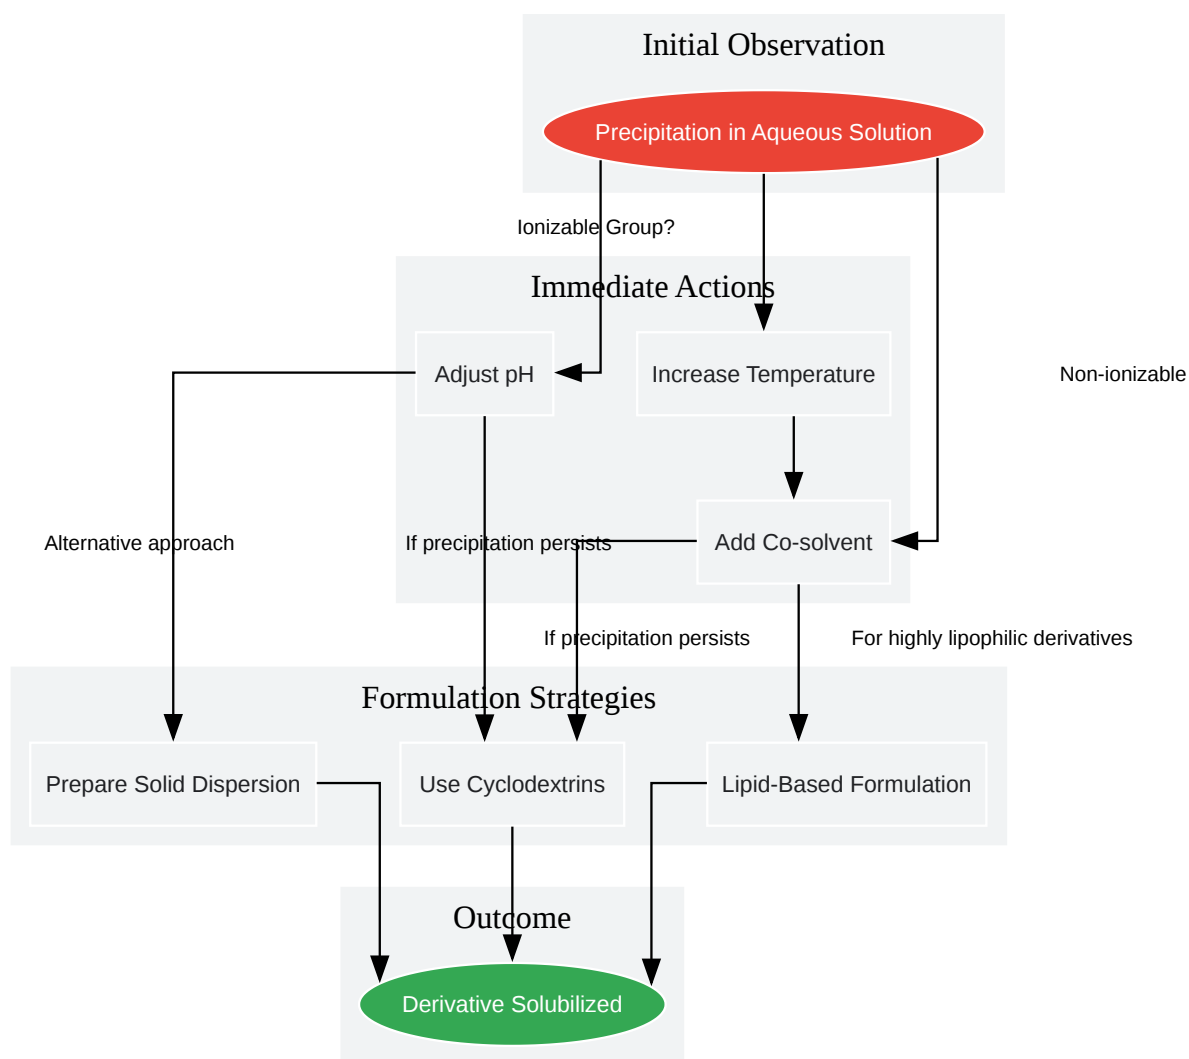 Initial Observation
Precipitation in Aqueous Solution
Ionizable Group?
Immediate Actions
Adjust pH
Increase Temperature
Non-ionizable
Alternative approach
If precipitation persists
Add Co-solvent
If precipitation persists
For highly lipophilic derivatives
Formulation Strategies
Prepare Solid Dispersion
Use Cyclodextrins
Lipid-Based Formulation
Outcome
Derivative Solubilized